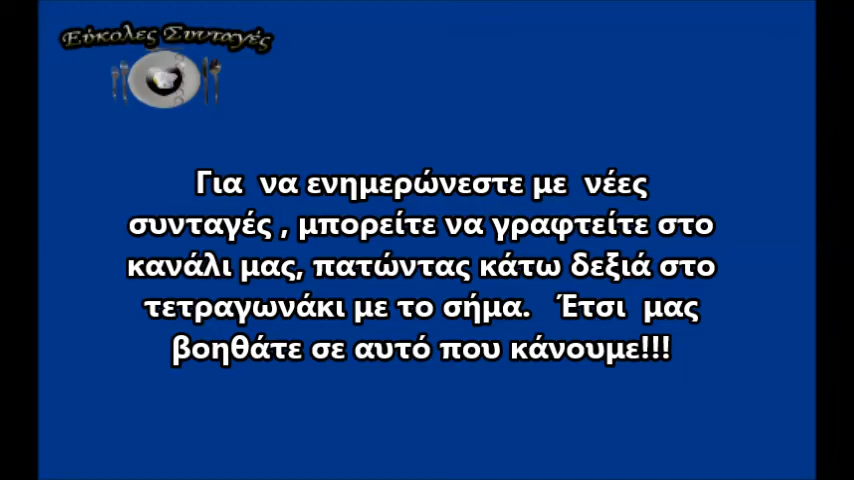 Εύκολες Συνταγές
Για να ενημερώνεστε με νέες
συνταγές , μπορείτε να γραφτείτε στο
κανάλι μας, πατώντας κάτω δεξιά στο
τετραγωνάκι με το σήμα. Έτσι μας
βοηθάτε σε αυτό που κάνουμε!!!